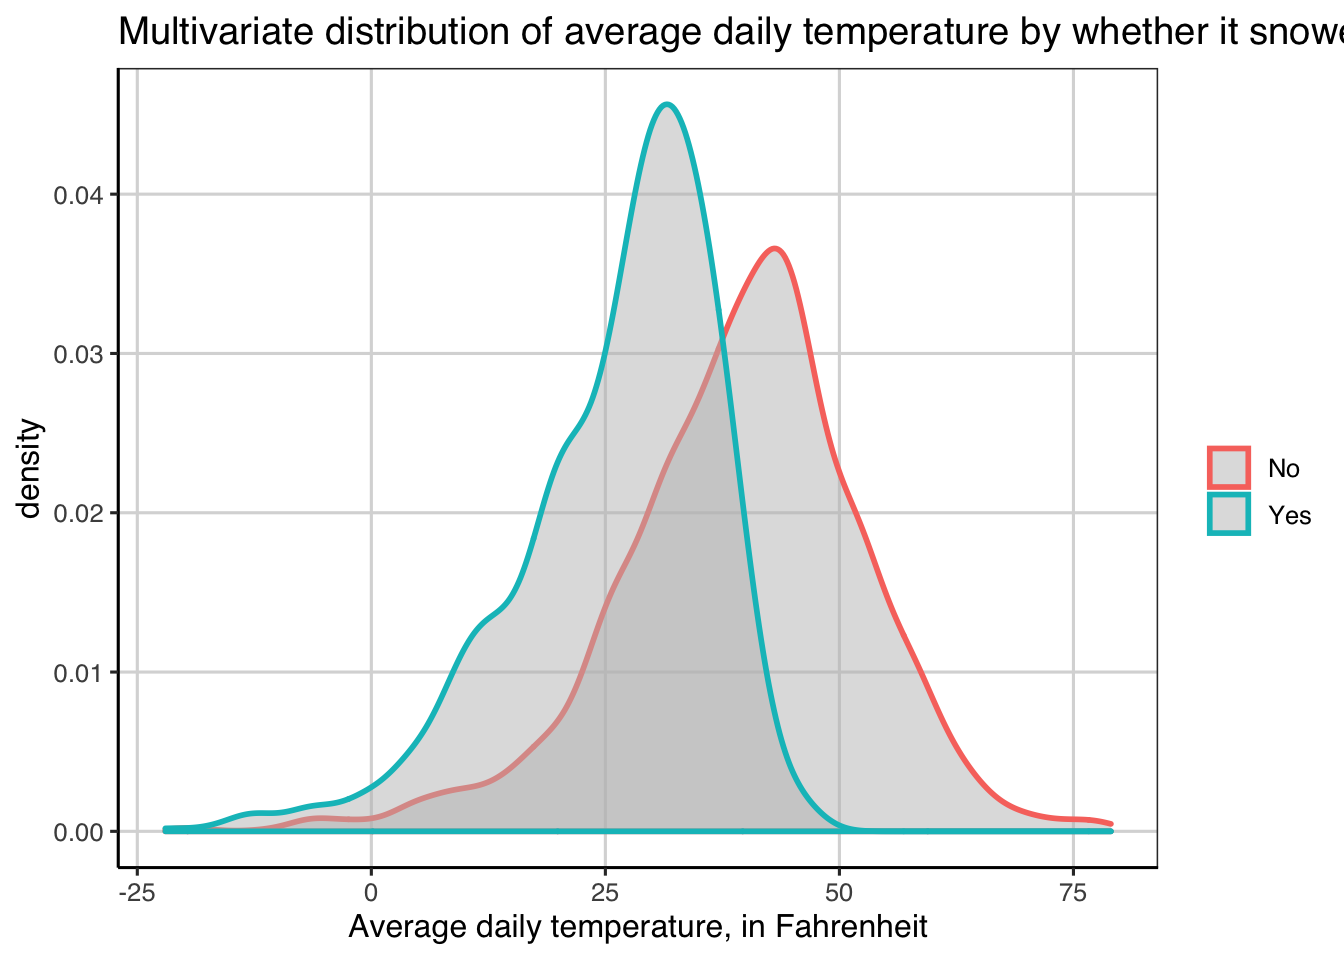 Multivariate distribution of average daily temperature by whether it snowe
density
0.04
0.03
0.02
0.01
0.00
-25 0 25 50 75
Average daily temperature, in Fahrenheit
No
Yes